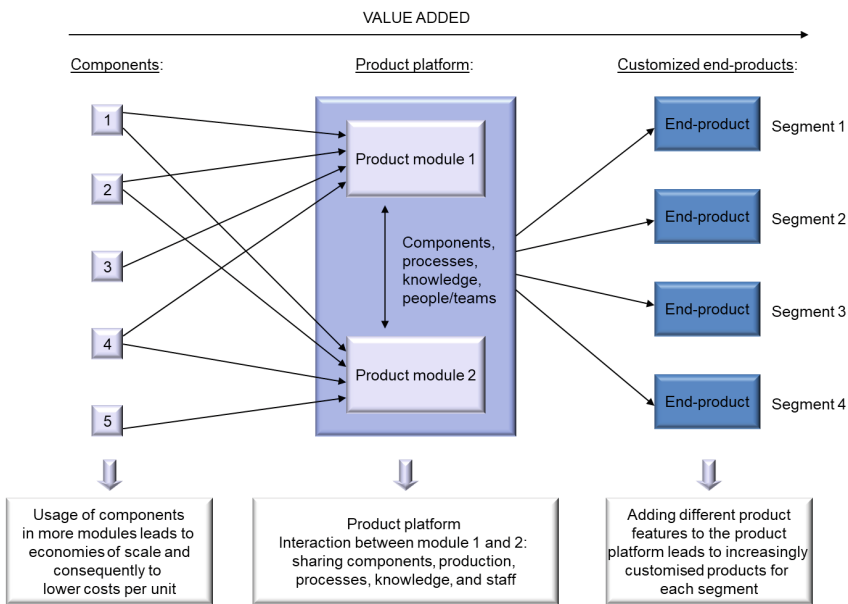 VALUE ADDED
Components:
Product platform:
Customized end-products:
1
2
3
4
5
Product module 1
Components,
processes,
knowledge,
people/teams
Product module 2
End-product
Segment 1
End-product
Segment 2
End-product
Segment 3
End-product
Segment 4
Usage of components
in more modules leads to
economies of scale and
consequently to
lower costs per unit
Product platform
Interaction between module 1 and 2:
sharing components, production,
processes, knowledge, and staff
Adding different product
features to the product
platform leads to increasingly
customised products for
each segment